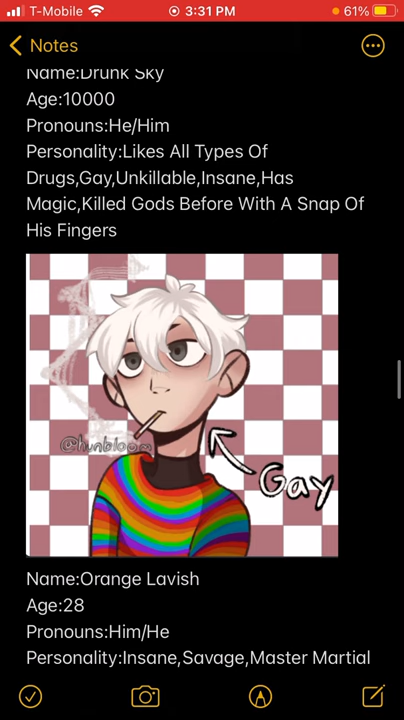 T-Mobile 3:31 PM 61%
Notes
Name:Drunk Sky
Age:10000
Pronouns:He/Him
Personality:Likes All Types Of
Drugs,Gay,Unkillable,Insane,Has
Magic,Killed Gods Before With A Snap Of
His Fingers
@hunbloom
Gay
Name:Orange Lavish
Age:28
Pronouns:Him/He
Personality:Insane,Savage,Master Martial